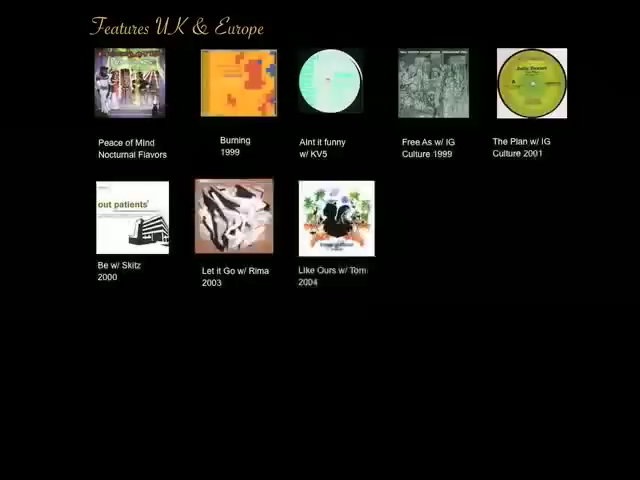 Features UK & Europe
Peace of Mind
Nocturnal Flavors
Burning
1999
Aint it funny
w/ KV5
Free As w/ IG
Culture 1999
The Plan w/ IG
Culture 2001
out patients
Be w/ Skitz
2000
Let it Go w/ Rima
2003
Like Ours w/ Tom
2004